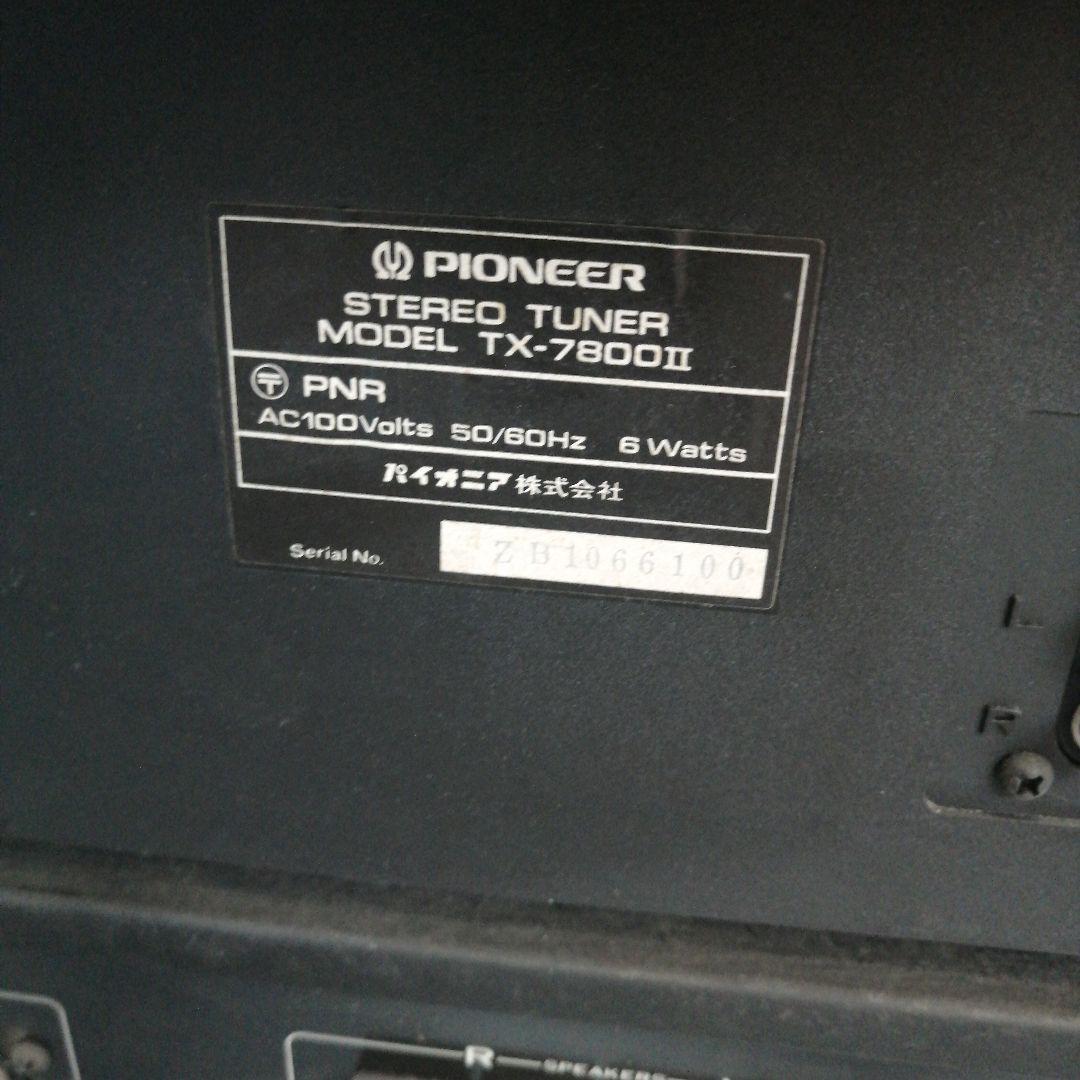 PIONEER
STEREO TUNER
MODEL TX-7800II
〒 PNR
AC100Volts 50/60Hz 6 Watts
パイオニア株式会社
Serial No. ZB1066100
L
R
R SPEAKERS